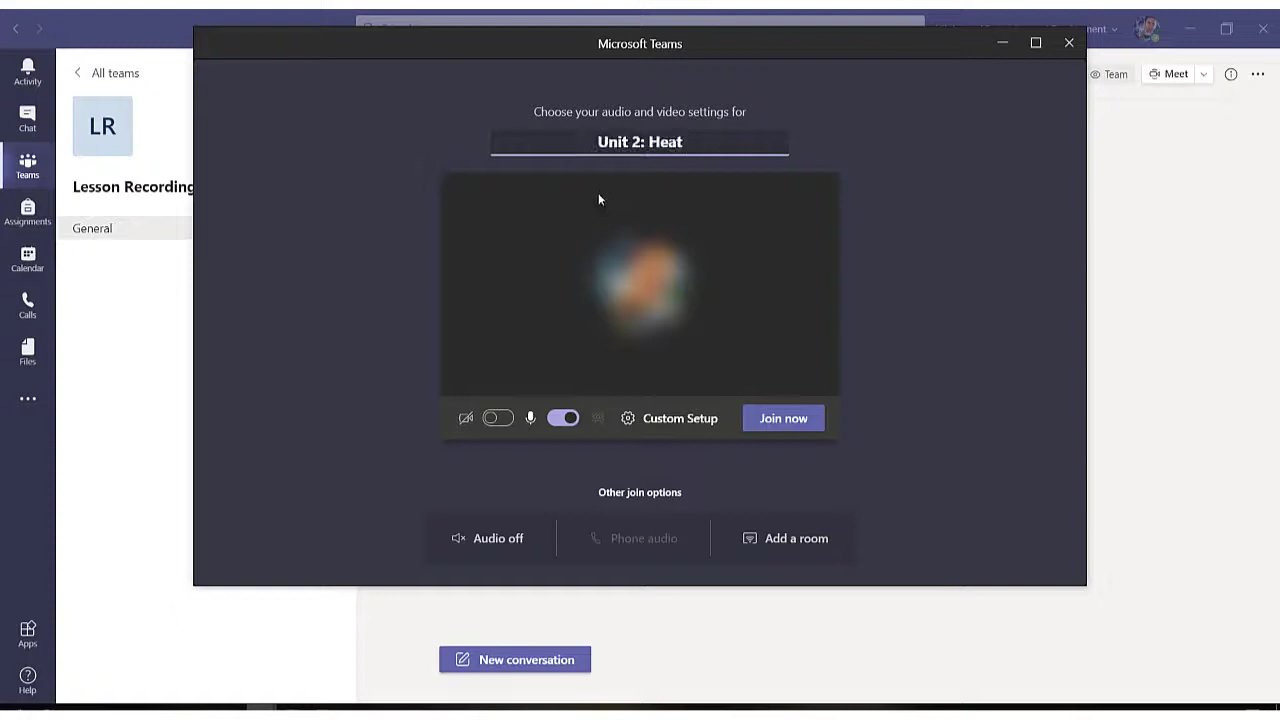 Microsoft Teams
ment
Activity
Chat
Teams
Assignments
Calendar
Calls
Files
Apps
Help
All teams
LR
Lesson Recording
General
Team
Meet
Choose your audio and video settings for
Unit 2: Heat
Custom Setup
Join now
Other join options
Audio off
Phone audio
Add a room
New conversation